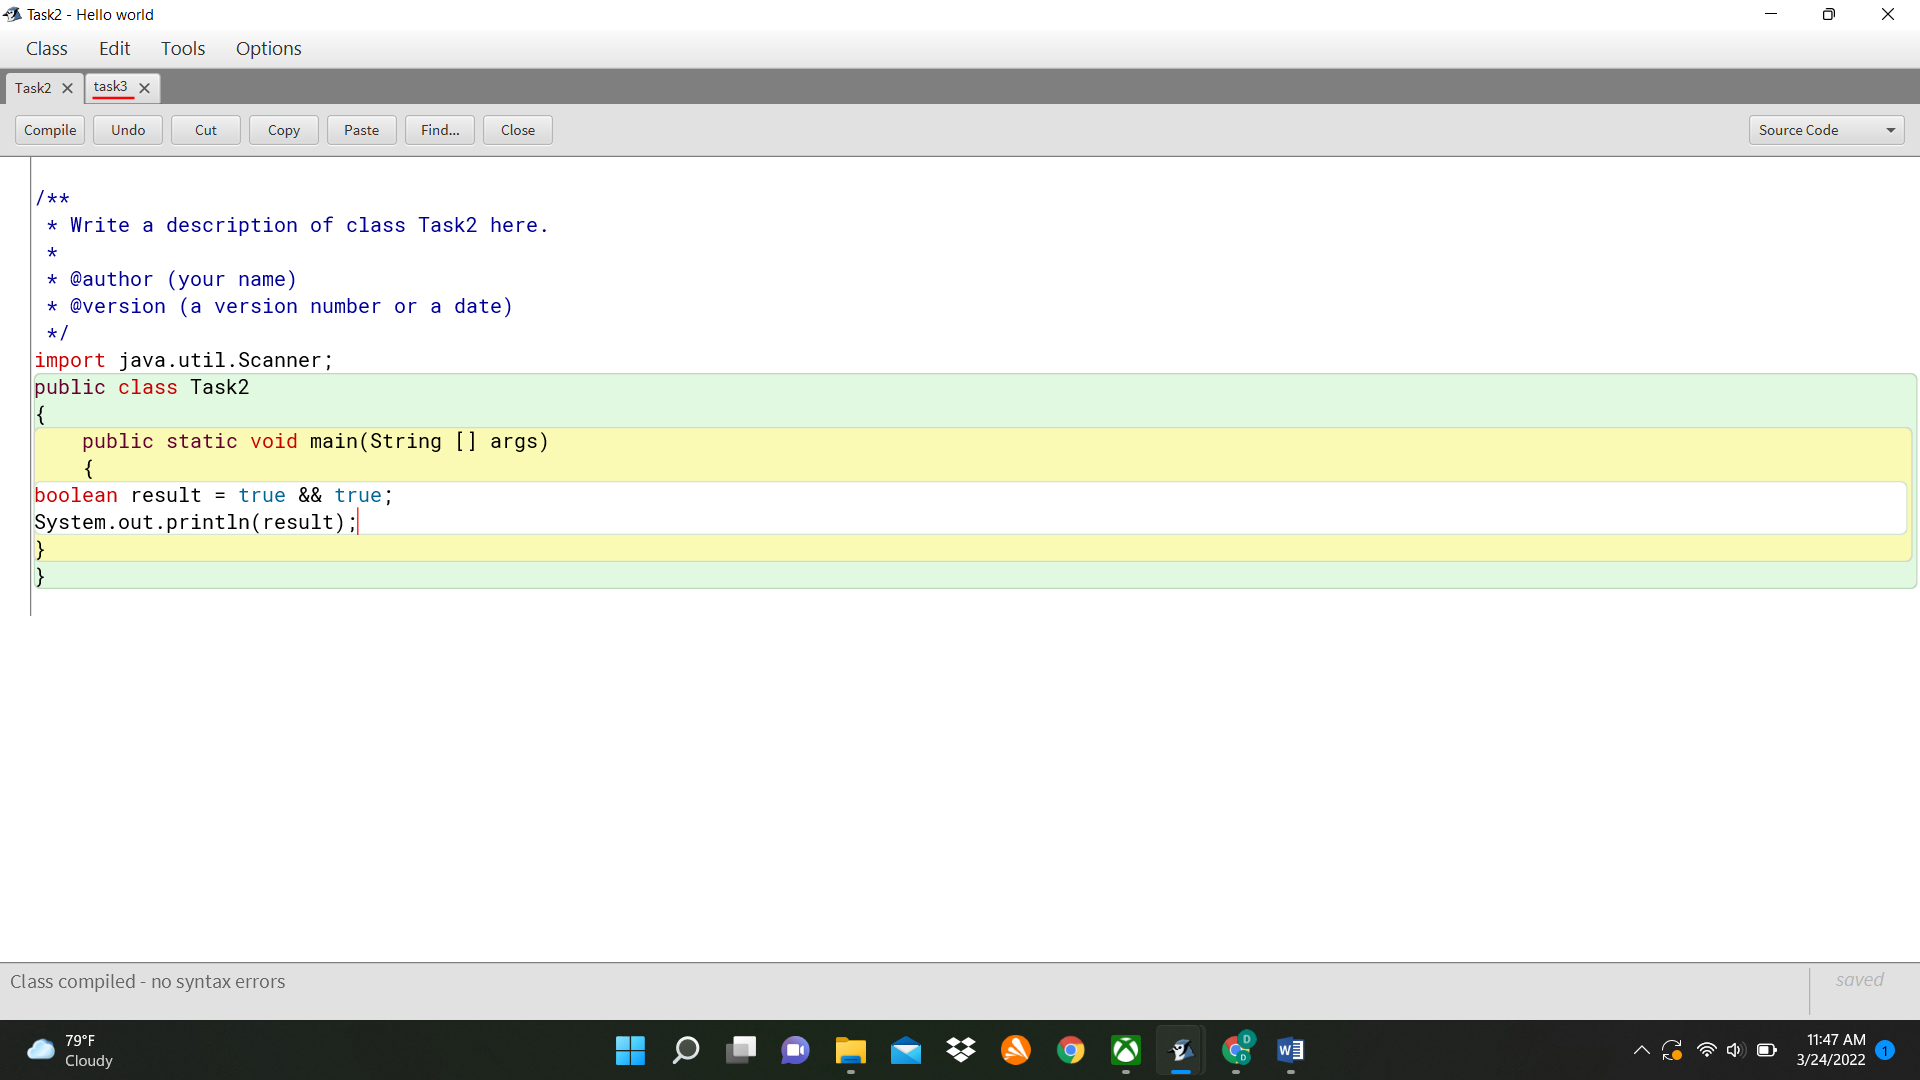 Task2 - Hello world
Class Edit Tools Options
Task2 task3
Compile Undo Cut Copy Paste Find... Close Source Code
/**
 * Write a description of class Task2 here.
 *
 * @author (your name)
 * @version (a version number or a date)
 */
import java.util.Scanner;
public class Task2
{
    public static void main(String [] args)
    {
boolean result = true && true;
System.out.println(result);
}
}
Class compiled - no syntax errors
saved
79°F
Cloudy
D
D
W
11:47 AM
3/24/2022
1